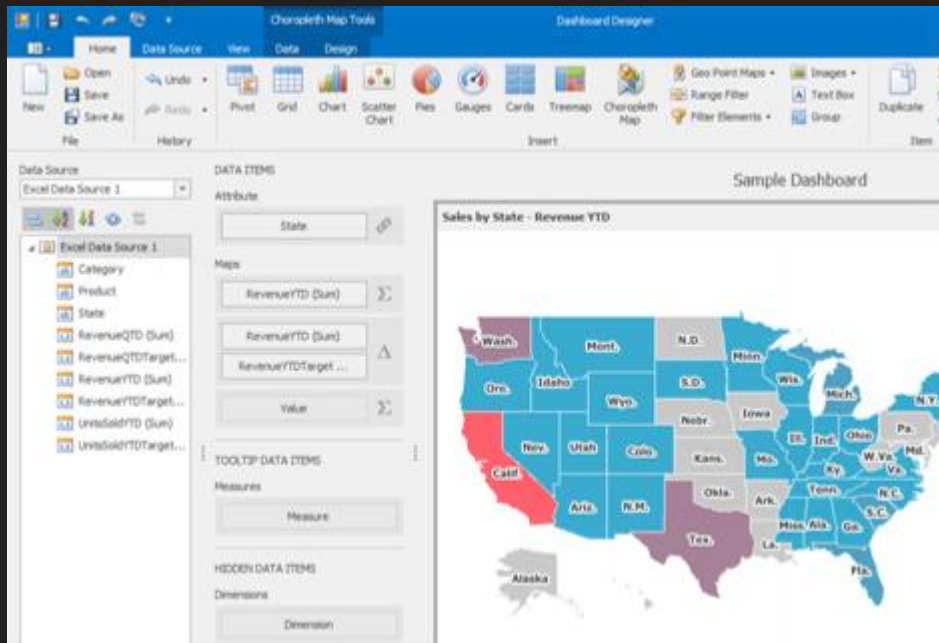 Choropleth Map Tools
Dashboard Designer
Home Data Source View Data Design
New
Open
Save
Save As
File
Undo
Redo
History
Pivot Grid Chart Scatter Chart Pies Gauges Cards Treemap Choropleth Map
Geo Point Maps
Range Filter
Filter Elements
Images
Text Box
Group
Insert
Duplicate
Item
Data Source
Excel Data Source 1
Excel Data Source 1
Category
Product
State
RevenueQTD (Sum)
RevenueQTDTarget...
RevenueYTD (Sum)
RevenueYTDTarget...
UnitsSoldYTD (Sum)
UnitsSoldYTDTarget...
DATA ITEMS
Attribute
State
Maps
RevenueYTD (Sum) Σ
RevenueYTD (Sum)
RevenueYTDTarget ...
Δ
Value Σ
TOOLTIP DATA ITEMS
Measures
Measure
HIDDEN DATA ITEMS
Dimensions
Dimension
Sample Dashboard
Sales by State - Revenue YTD
Wash. Mont. N.D. Minn.
Oro. Idaho Wyo. S.D. Wis. Mich. N.Y.
Nebr. Iowa Ill. Ind. Ohio Pa.
Calif. Nev. Utah Colo. Kans. Mo. Ky. W.Va. Va. Md.
Ariz. N.M. Okla. Ark. Tenn. N.C.
S.C.
Tex. La. Miss. Ala. Ga.
Alaska Fla.